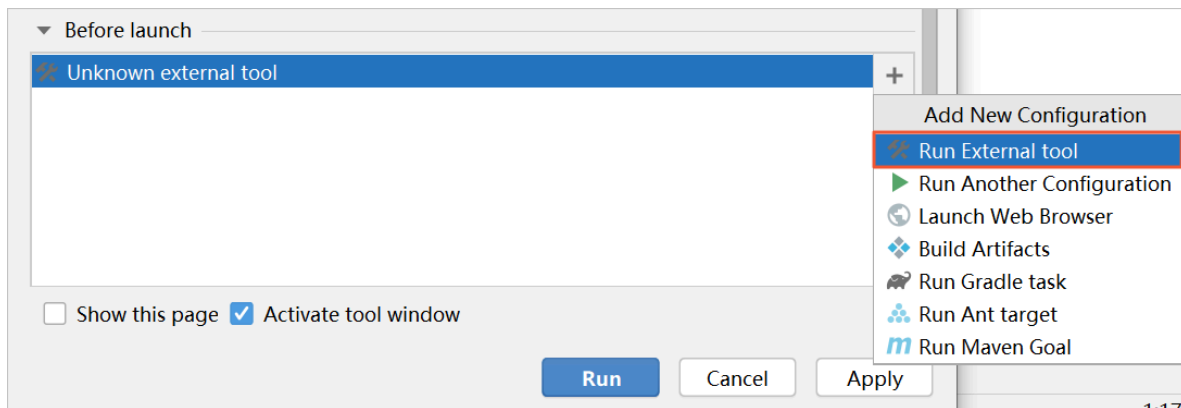 Before launch
Unknown external tool
+
Add New Configuration
Run External tool
Run Another Configuration
Launch Web Browser
Build Artifacts
Run Gradle task
Run Ant target
m Run Maven Goal
Show this page Activate tool window
Run Cancel Apply